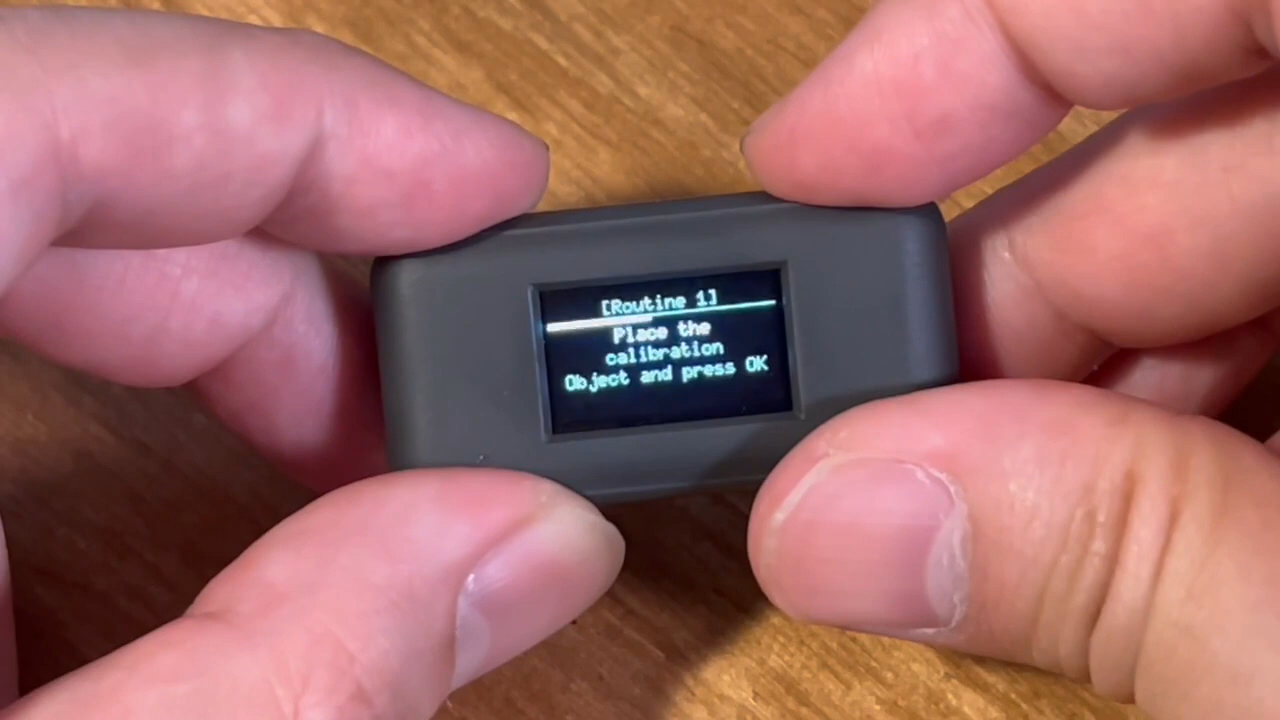 [Routine 1]
Place the
calibration
Object and press OK